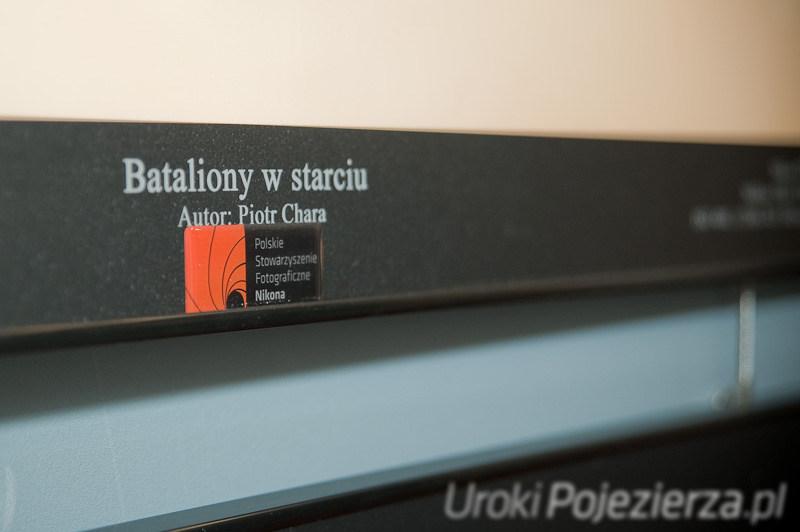 Bataliony w starciu
Autor: Piotr Chara
Polskie
Stowarzyszenie
Fotograficzne
Nikona
UrokiPojezierza.pl